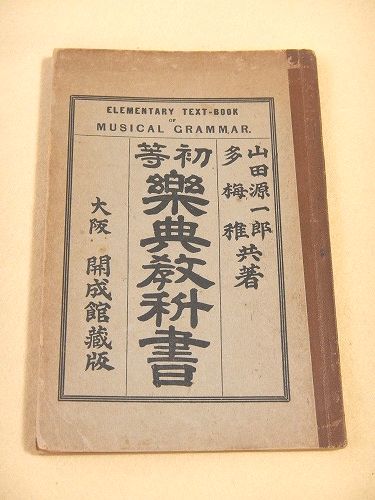 ELEMENTARY TEXT-BOOK
OF
MUSICAL GRAMMAR.
山田源一郎
多梅稚共著
初等
樂典敎科書
大阪 開成館藏版